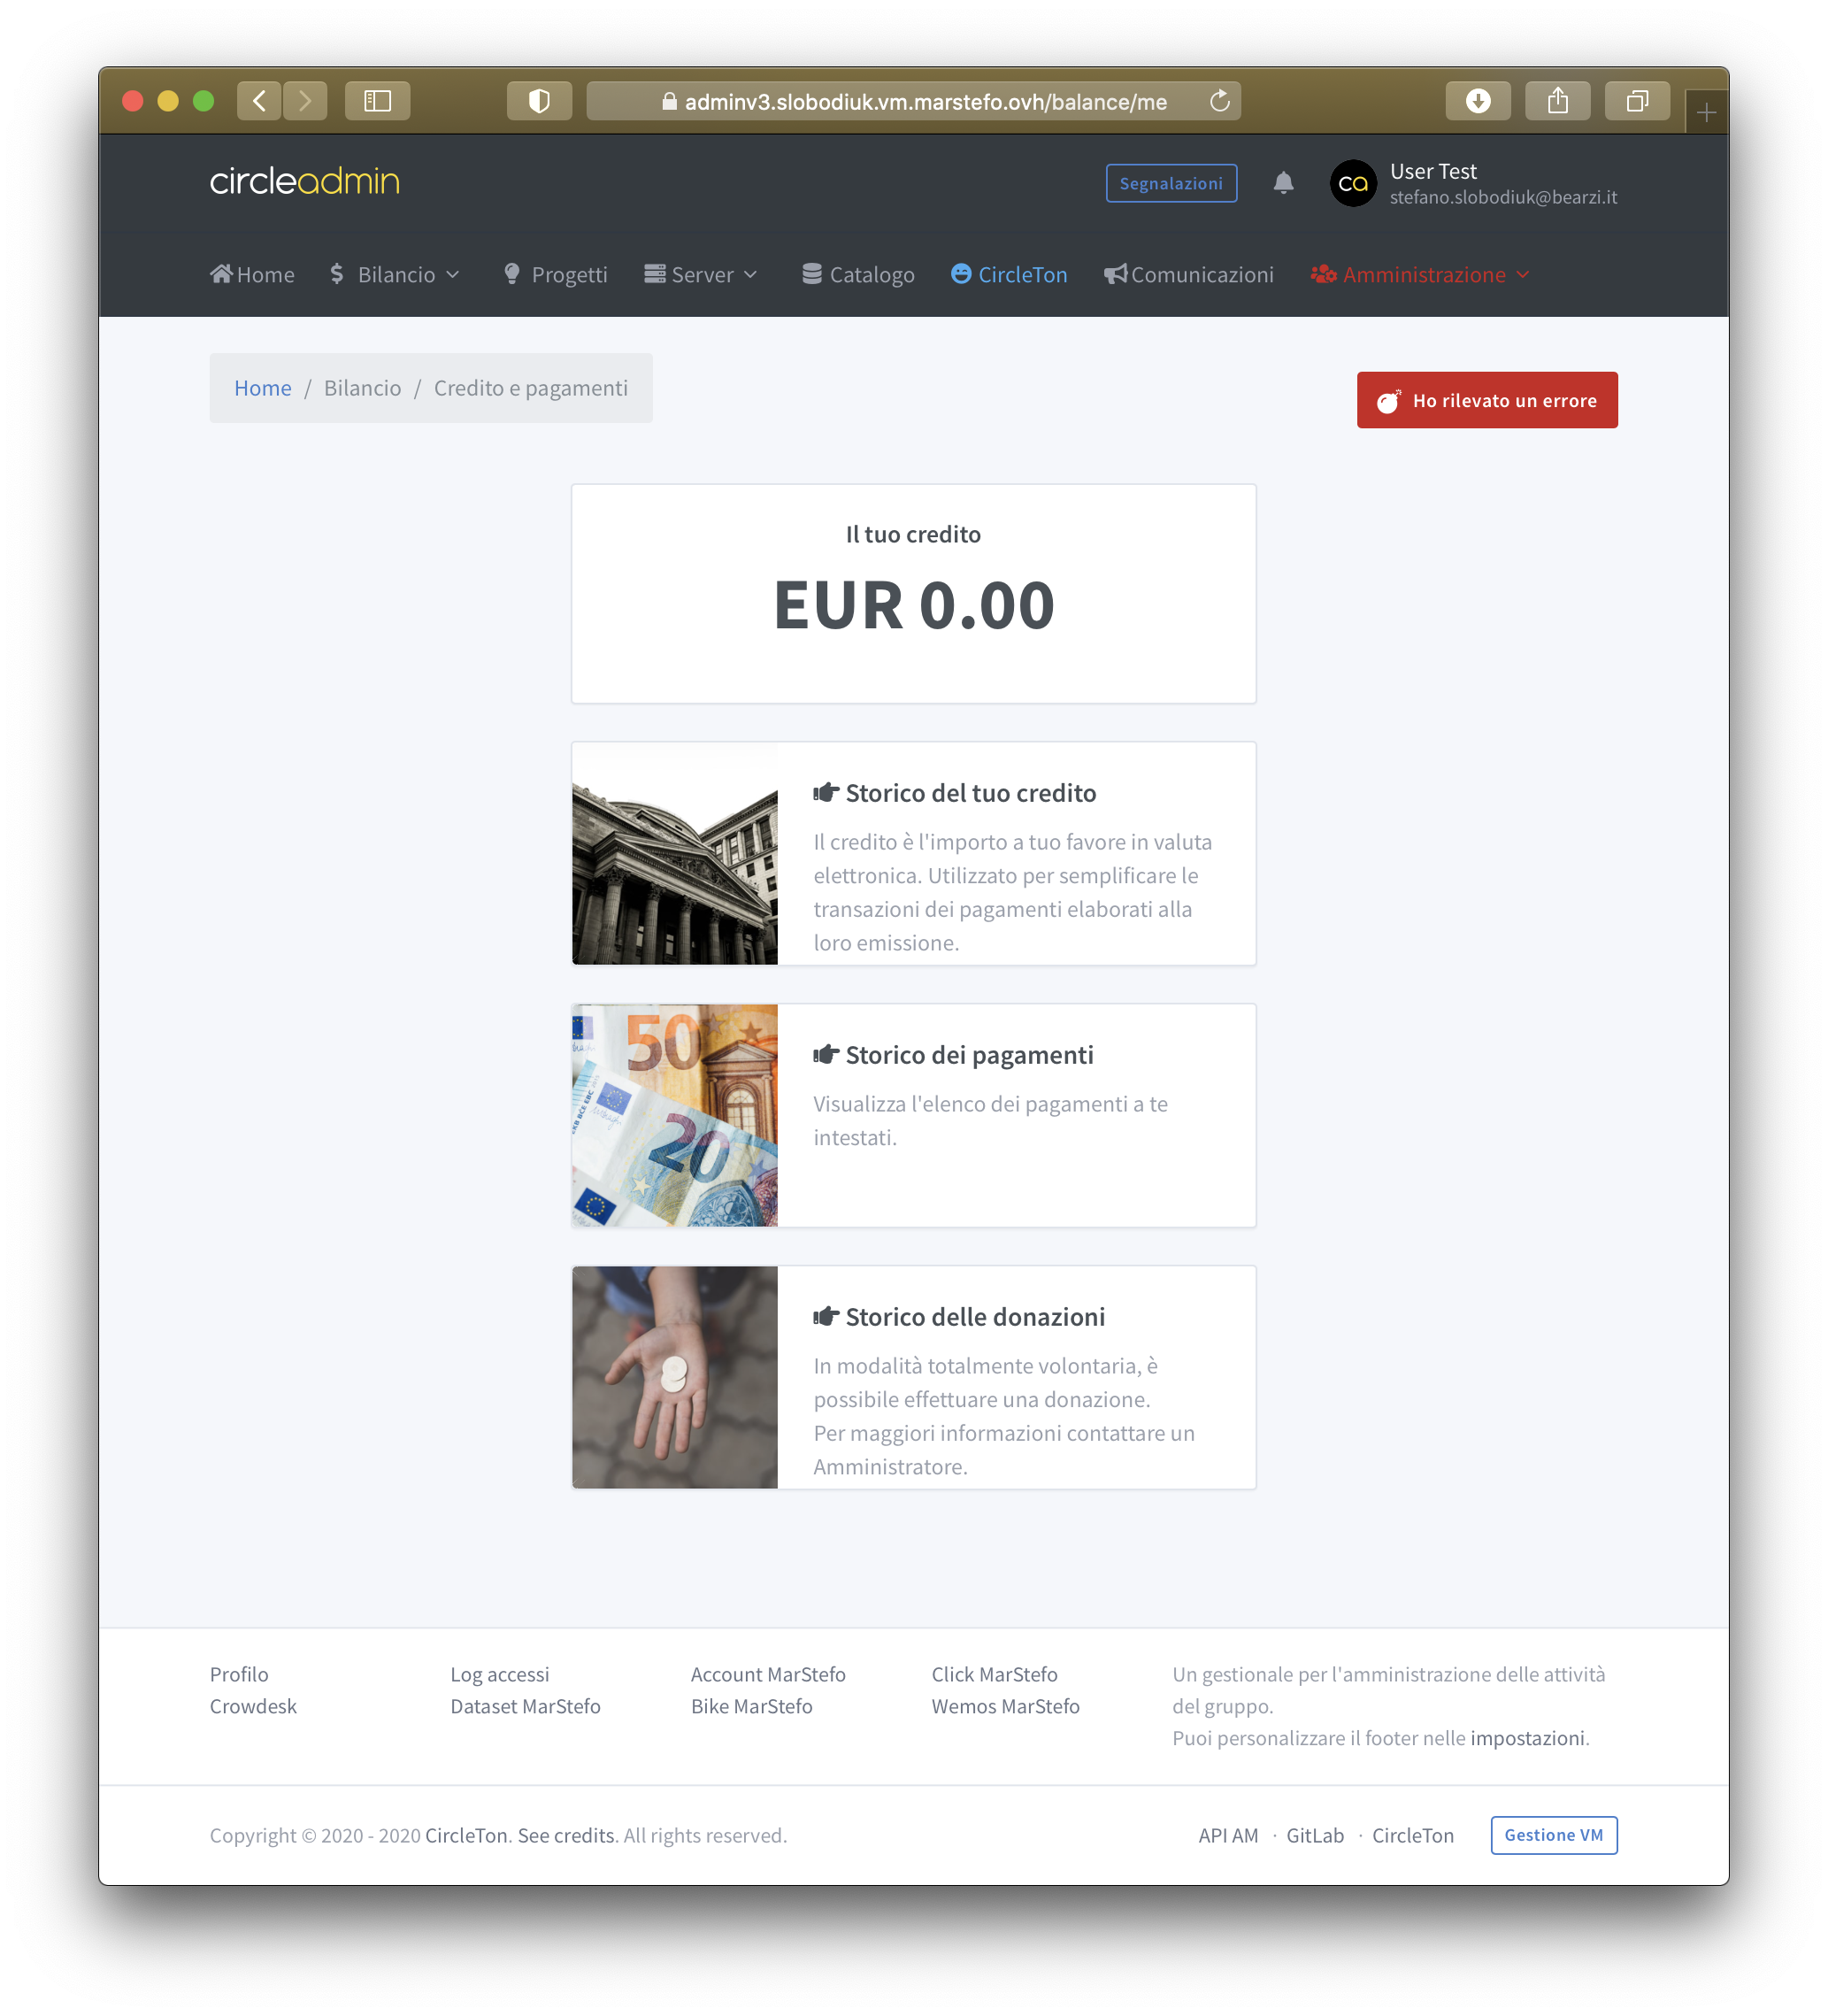 adminv3.slobodiuk.vm.marstefo.ovh/balance/me
circleadmin
Segnalazioni
ca
User Test
stefano.slobodiuk@bearzi.it
Home
Bilancio
Progetti
Server
Catalogo
CircleTon
Comunicazioni
Amministrazione
Home / Bilancio / Credito e pagamenti
Ho rilevato un errore
Il tuo credito
EUR 0.00
Storico del tuo credito
Il credito è l'importo a tuo favore in valuta
elettronica. Utilizzato per semplificare le
transazioni dei pagamenti elaborati alla
loro emissione.
50
20
Storico dei pagamenti
Visualizza l'elenco dei pagamenti a te
intestati.
Storico delle donazioni
In modalità totalmente volontaria, è
possibile effettuare una donazione.
Per maggiori informazioni contattare un
Amministratore.
Profilo
Crowdesk
Log accessi
Dataset MarStefo
Account MarStefo
Bike MarStefo
Click MarStefo
Wemos MarStefo
Un gestionale per l'amministrazione delle attività
del gruppo.
Puoi personalizzare il footer nelle impostazioni.
Copyright © 2020 - 2020 CircleTon. See credits. All rights reserved.
API AM · GitLab · CircleTon
Gestione VM